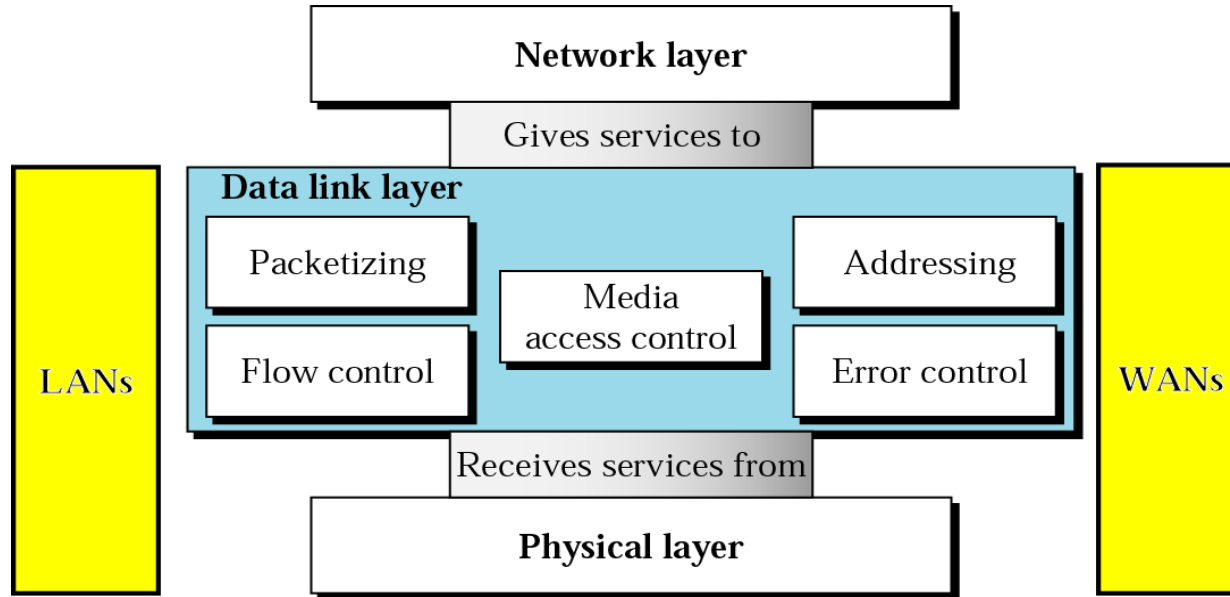 Network layer
Gives services to
Data link layer
Packetizing
Addressing
Media
access control
Flow control
Error control
LANs
WANs
Receives services from
Physical layer